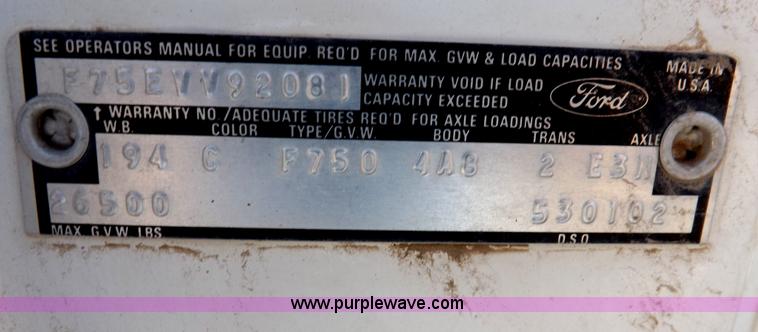 SEE OPERATORS MANUAL FOR EQUIP. REQ'D FOR MAX. GVW & LOAD CAPACITIES
F75EVV92081 WARRANTY VOID IF LOAD CAPACITY EXCEEDED Ford MADE IN U.S.A.
↑ WARRANTY NO./ADEQUATE TIRES REQ'D FOR AXLE LOADINGS
W.B. COLOR TYPE/G.V.W. BODY TRANS AXLE
194 F750 4A8 2
26500 530102
MAX. G.V.W. LBS. D.S.O.
www.purplewave.com